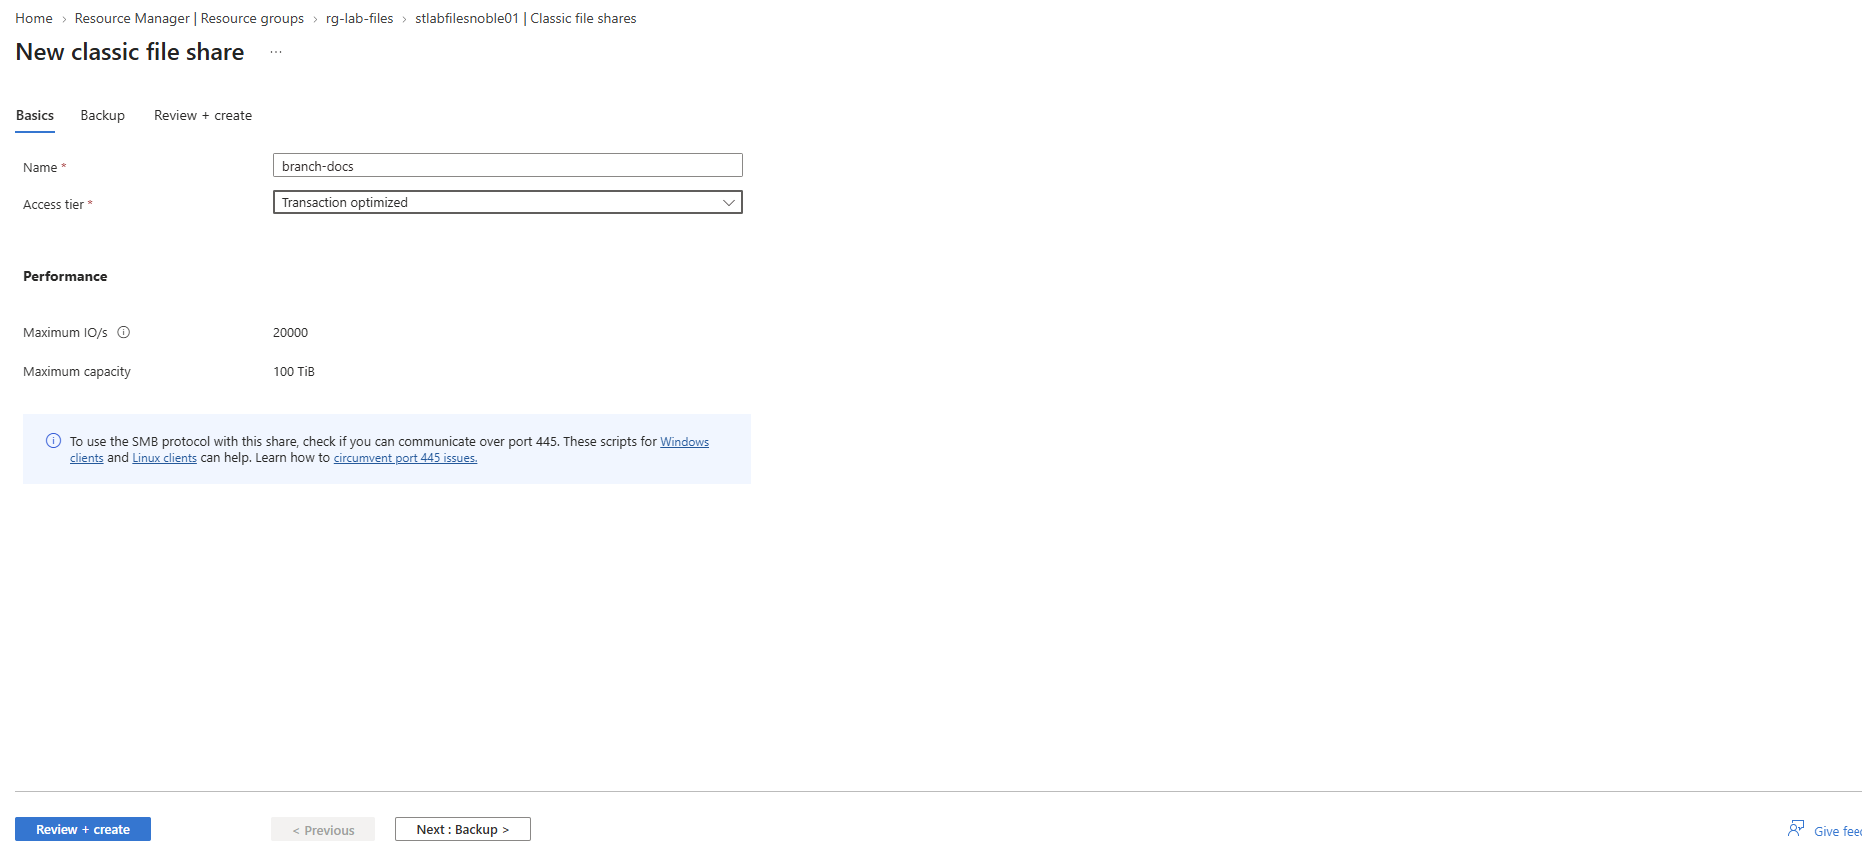 Home > Resource Manager | Resource groups > rg-lab-files > stlabfilesnoble01 | Classic file shares
New classic file share ...
Basics Backup Review + create
Name * branch-docs
Access tier * Transaction optimized
Performance
Maximum IO/s 20000
Maximum capacity 100 TiB
To use the SMB protocol with this share, check if you can communicate over port 445. These scripts for Windows
clients and Linux clients can help. Learn how to circumvent port 445 issues.
Review + create < Previous Next : Backup > Give